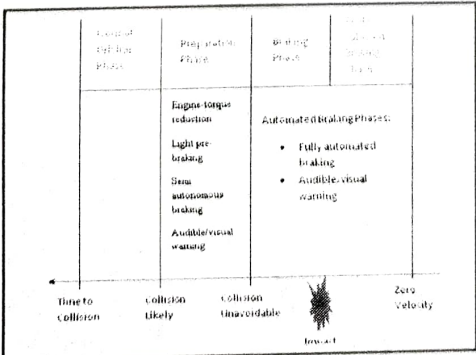 Phase
Preparation
Phase
Braking
Phase
Engine-torque
reduction
Light pre-
braking
Semi
autonomous
braking
Audible/visual
warning
Automated Braking Phases:
• Fully automated
braking
• Audible/visual
warning
Time to
Collision
Collision
Likely
Collision
Unavoidable
Impact
Zero
Velocity